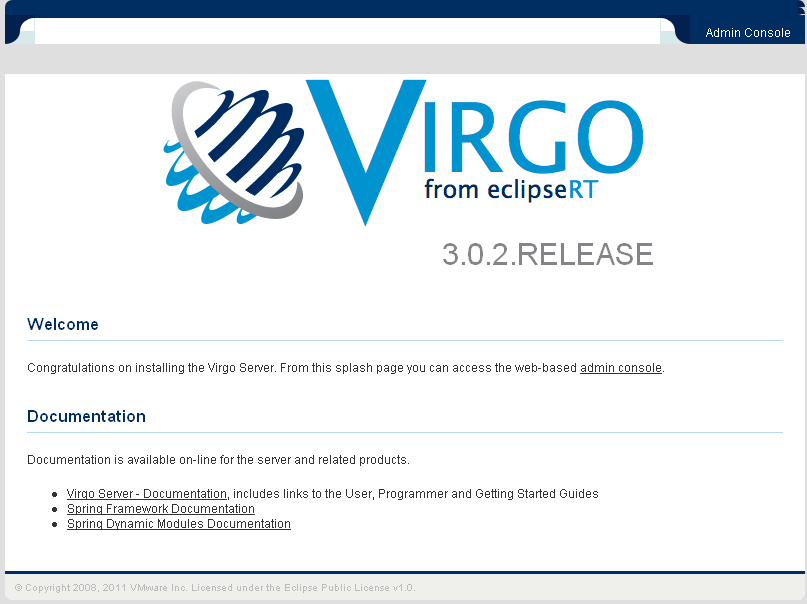 Admin Console
VIRGO
from eclipseRT
3.0.2.RELEASE
Welcome
Congratulations on installing the Virgo Server. From this splash page you can access the web-based admin console.
Documentation
Documentation is available on-line for the server and related products.
Virgo Server - Documentation, includes links to the User, Programmer and Getting Started Guides
Spring Framework Documentation
Spring Dynamic Modules Documentation
© Copyright 2008, 2011 VMware Inc. Licensed under the Eclipse Public License v1.0.